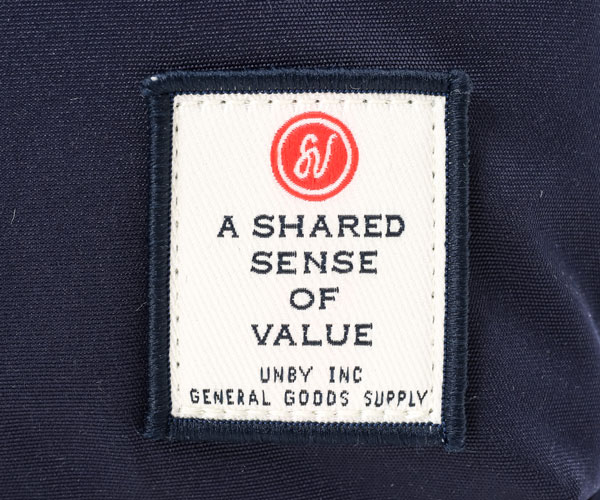 A SHARED
SENSE
OF
VALUE
UNBY INC
GENERAL GOODS SUPPLY